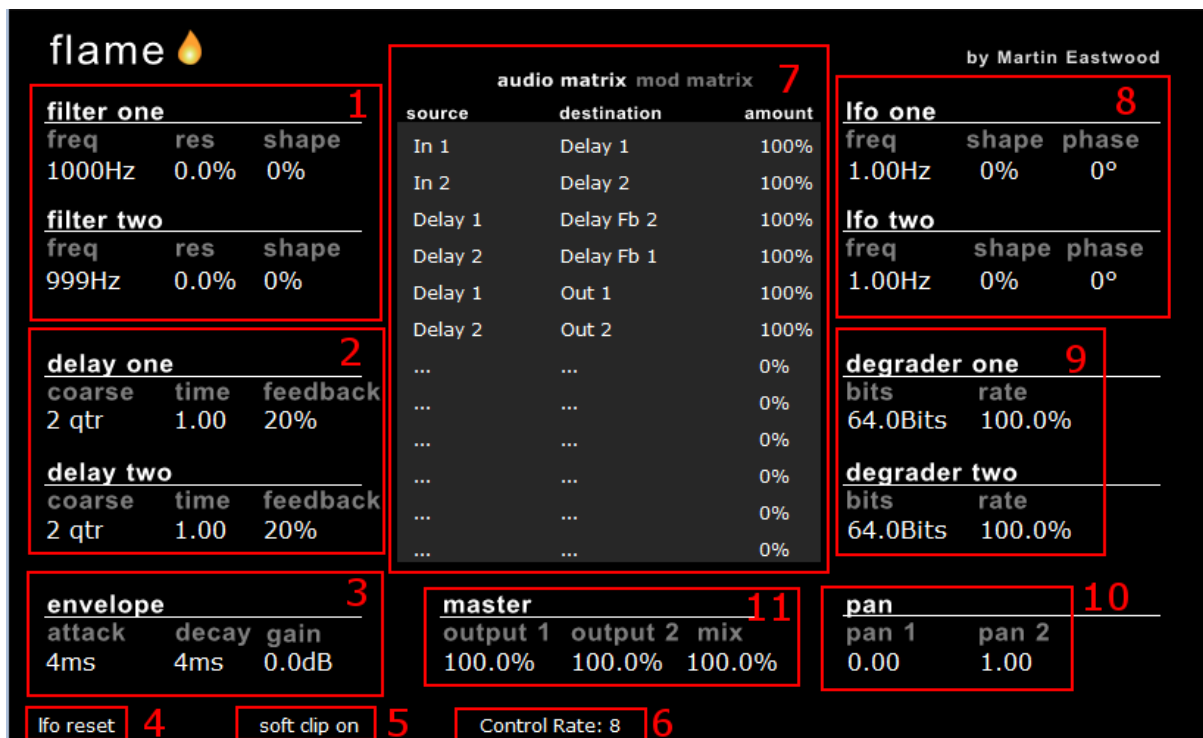 flame
by Martin Eastwood
1
filter one
freq res shape
1000Hz 0.0% 0%
filter two
freq res shape
999Hz 0.0% 0%
2
delay one
coarse time feedback
2 qtr 1.00 20%
delay two
coarse time feedback
2 qtr 1.00 20%
3
envelope
attack decay gain
4ms 4ms 0.0dB
lfo reset 4
soft clip on 5
Control Rate: 8 6
audio matrix mod matrix 7
source destination amount
In 1 Delay 1 100%
In 2 Delay 2 100%
Delay 1 Delay Fb 2 100%
Delay 2 Delay Fb 1 100%
Delay 1 Out 1 100%
Delay 2 Out 2 100%
... ... 0%
... ... 0%
... ... 0%
... ... 0%
... ... 0%
... ... 0%
8
lfo one
freq shape phase
1.00Hz 0% 0°
lfo two
freq shape phase
1.00Hz 0% 0°
9
degrader one
bits rate
64.0Bits 100.0%
degrader two
bits rate
64.0Bits 100.0%
10
pan
pan 1 pan 2
0.00 1.00
master 11
output 1 output 2 mix
100.0% 100.0% 100.0%